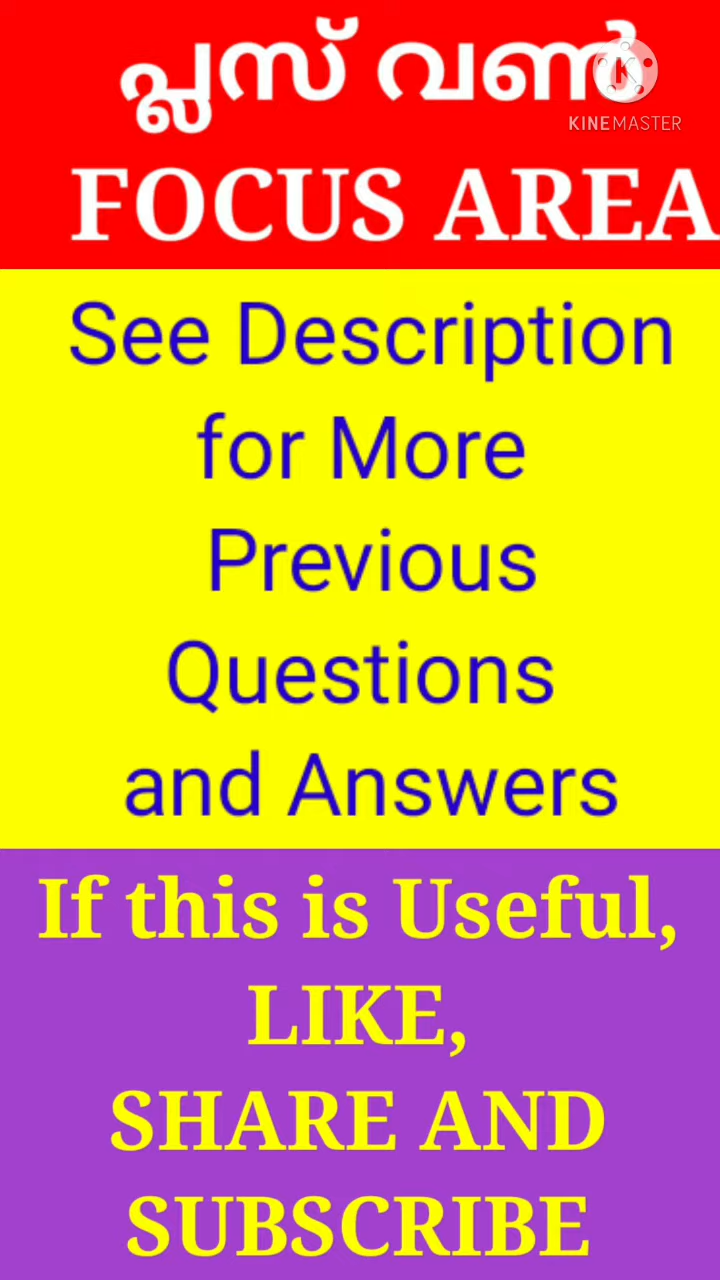 പ്ലസ് വൺ
K
KINEMASTER
FOCUS AREA
See Description
for More
Previous
Questions
and Answers
If this is Useful,
LIKE,
SHARE AND
SUBSCRIBE